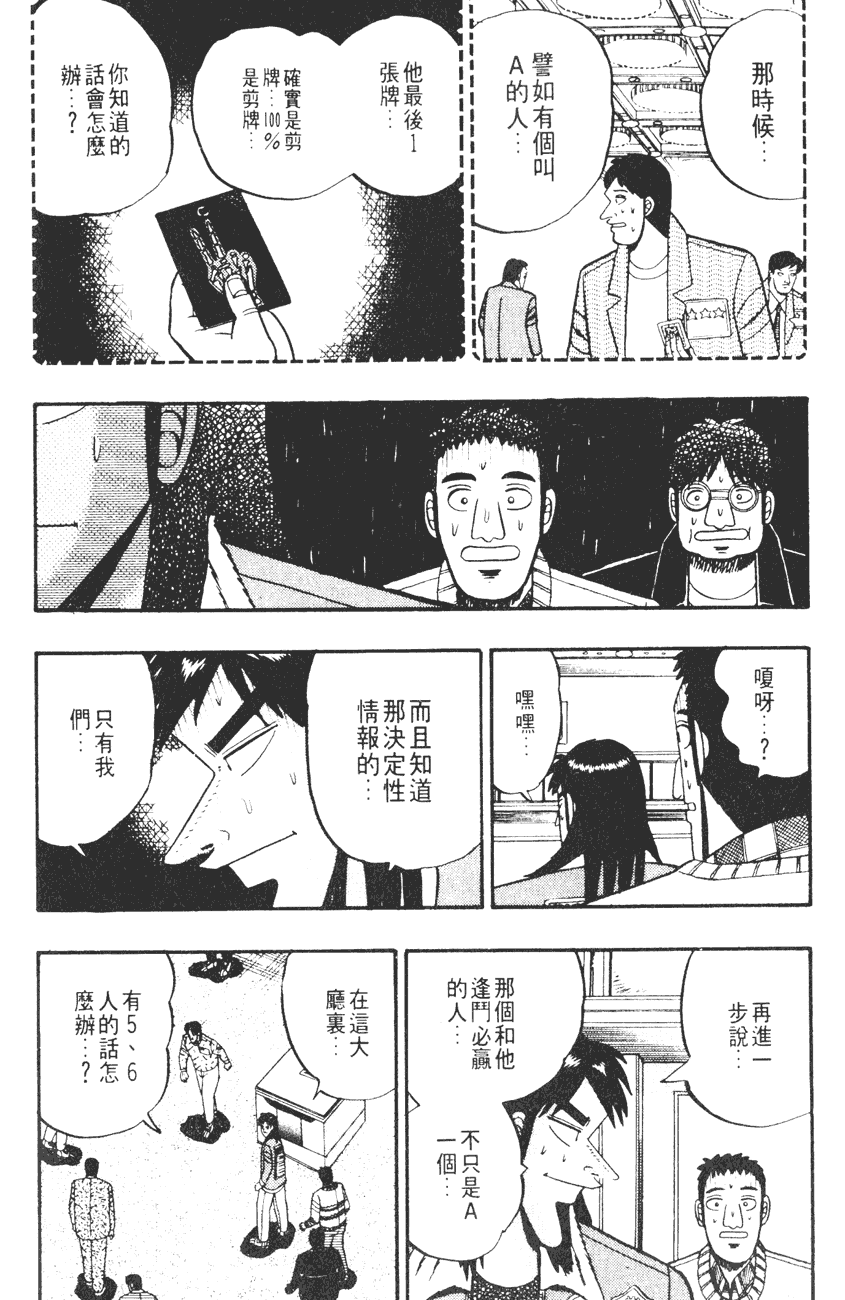 那時候…
譬如有個叫
A的人…
他最後1
張牌…
確實是剪
牌…100%
是剪牌…
你知道的
話會怎麼
辦…？
嗄呀…？
嘿嘿…
而且知道
那決定性
情報的…
只有我
們…
再進一
步說…
那個和他
逢鬥必贏
的人…
不只是A
一個…
在這大
廳裏…
有5、6
人的話怎
麼辦…？